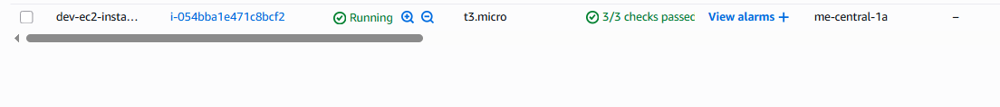 dev-ec2-insta... i-054bba1e471c8bcf2 Running t3.micro 3/3 checks passec View alarms + me-central-1a –